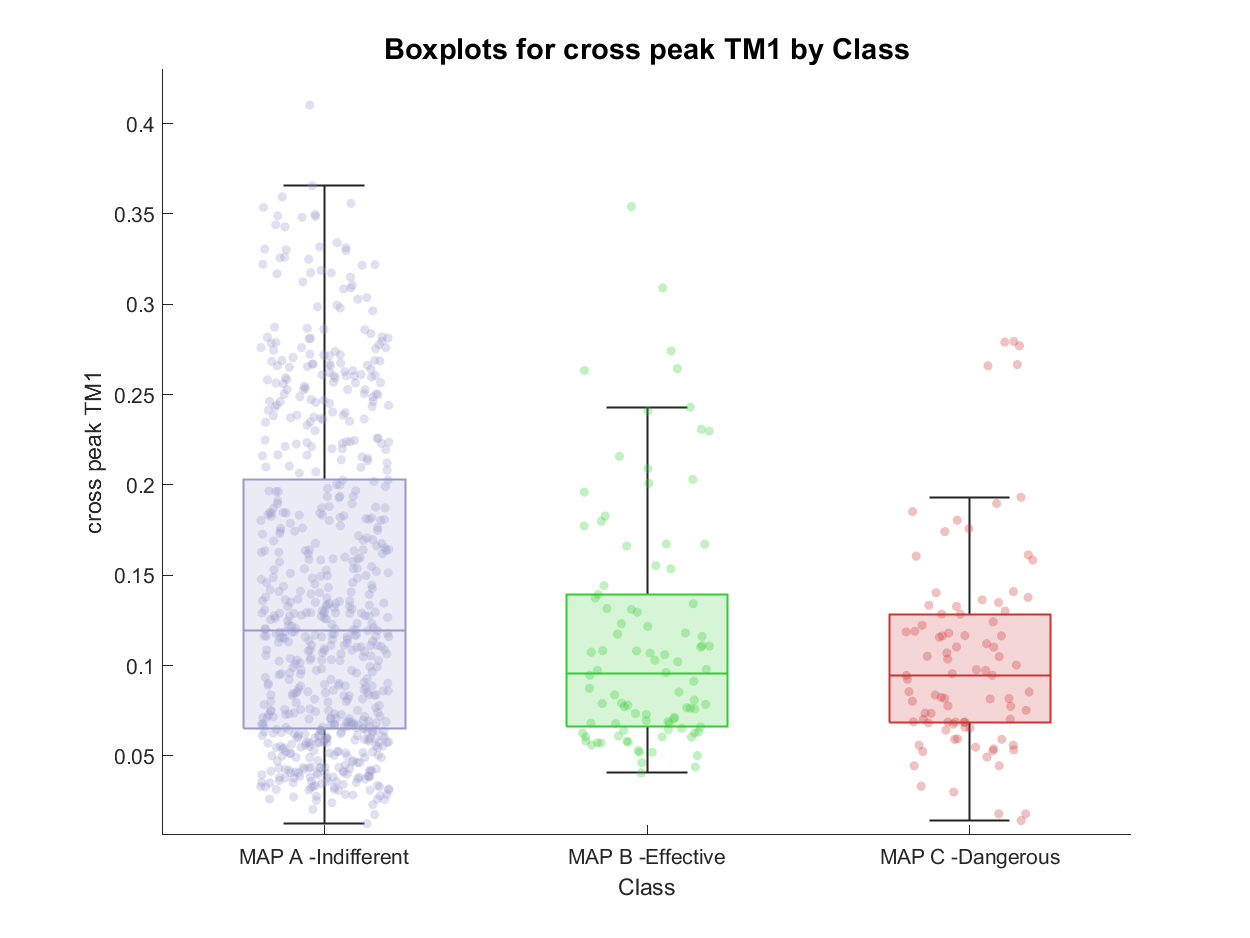 Boxplots for cross peak TM1 by Class
cross peak TM1
0.4
0.35
0.3
0.25
0.2
0.15
0.1
0.05
MAP A -Indifferent
MAP B -Effective
MAP C -Dangerous
Class